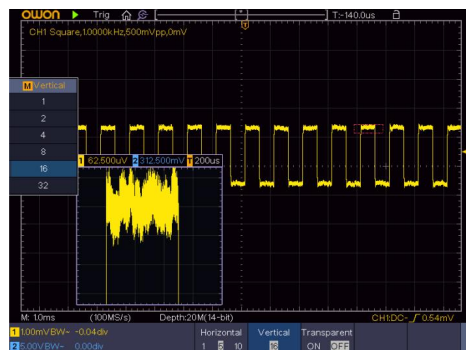 OWON Trig T:-140.0us
CH1 Square,1.0000kHz,500mVpp,0mV
M Vertical
1
2
4
8
16
32
1 62.500uV 2 312.500mV T 200us
M: 1.0ms (100MS/s) Depth:20M(14-bit) CH1:DC- 0.54mV
1 1.00mV BW~ -0.04div
2 5.00V BW~ 0.00div
Horizontal Vertical Transparent
1 5 10 16 ON OFF